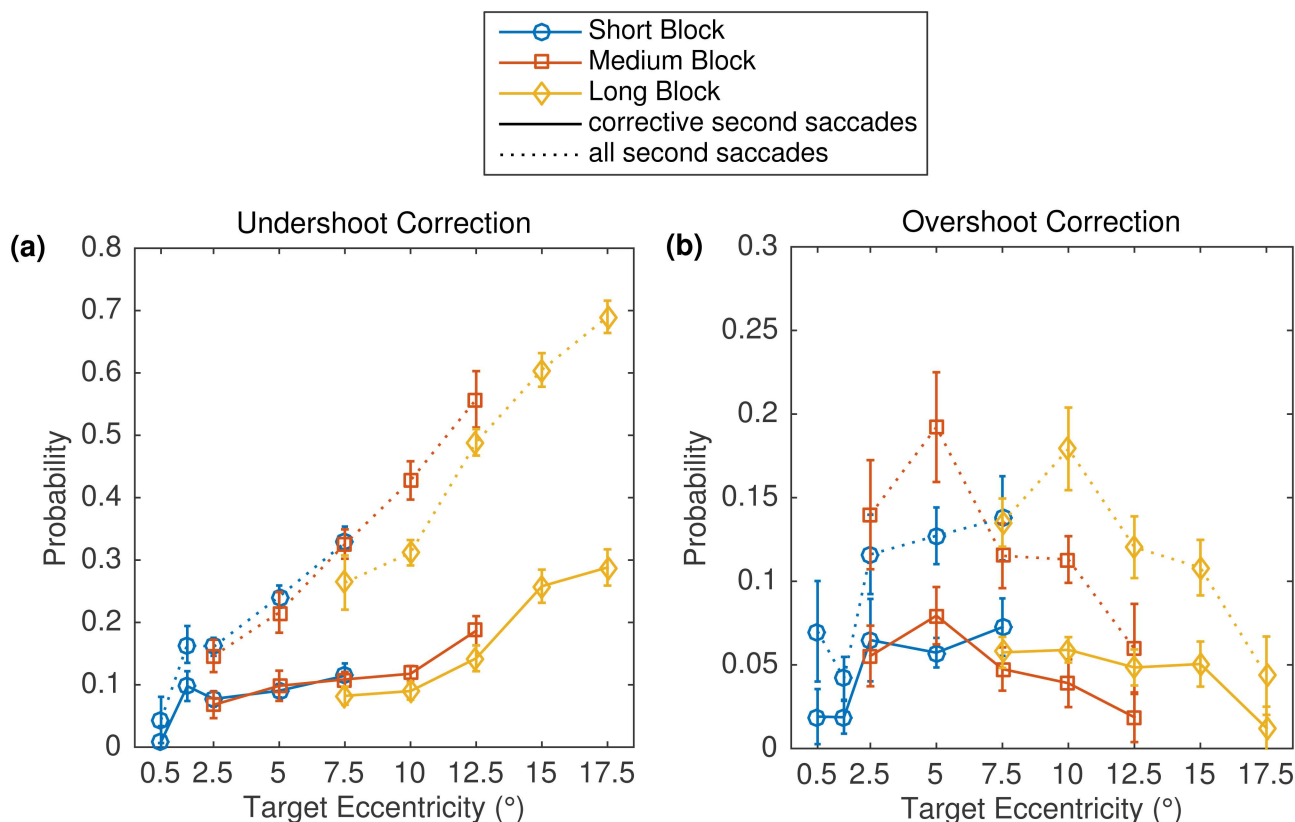 Short Block
Medium Block
Long Block
corrective second saccades
all second saccades
(a)
Undershoot Correction
0.8
0.7
0.6
0.5
0.4
0.3
0.2
0.1
0
Probability
0.5 2.5 5 7.5 10 12.5 15 17.5
Target Eccentricity (°)
(b)
Overshoot Correction
0.3
0.25
0.2
0.15
0.1
0.05
0
Probability
0.5 2.5 5 7.5 10 12.5 15 17.5
Target Eccentricity (°)